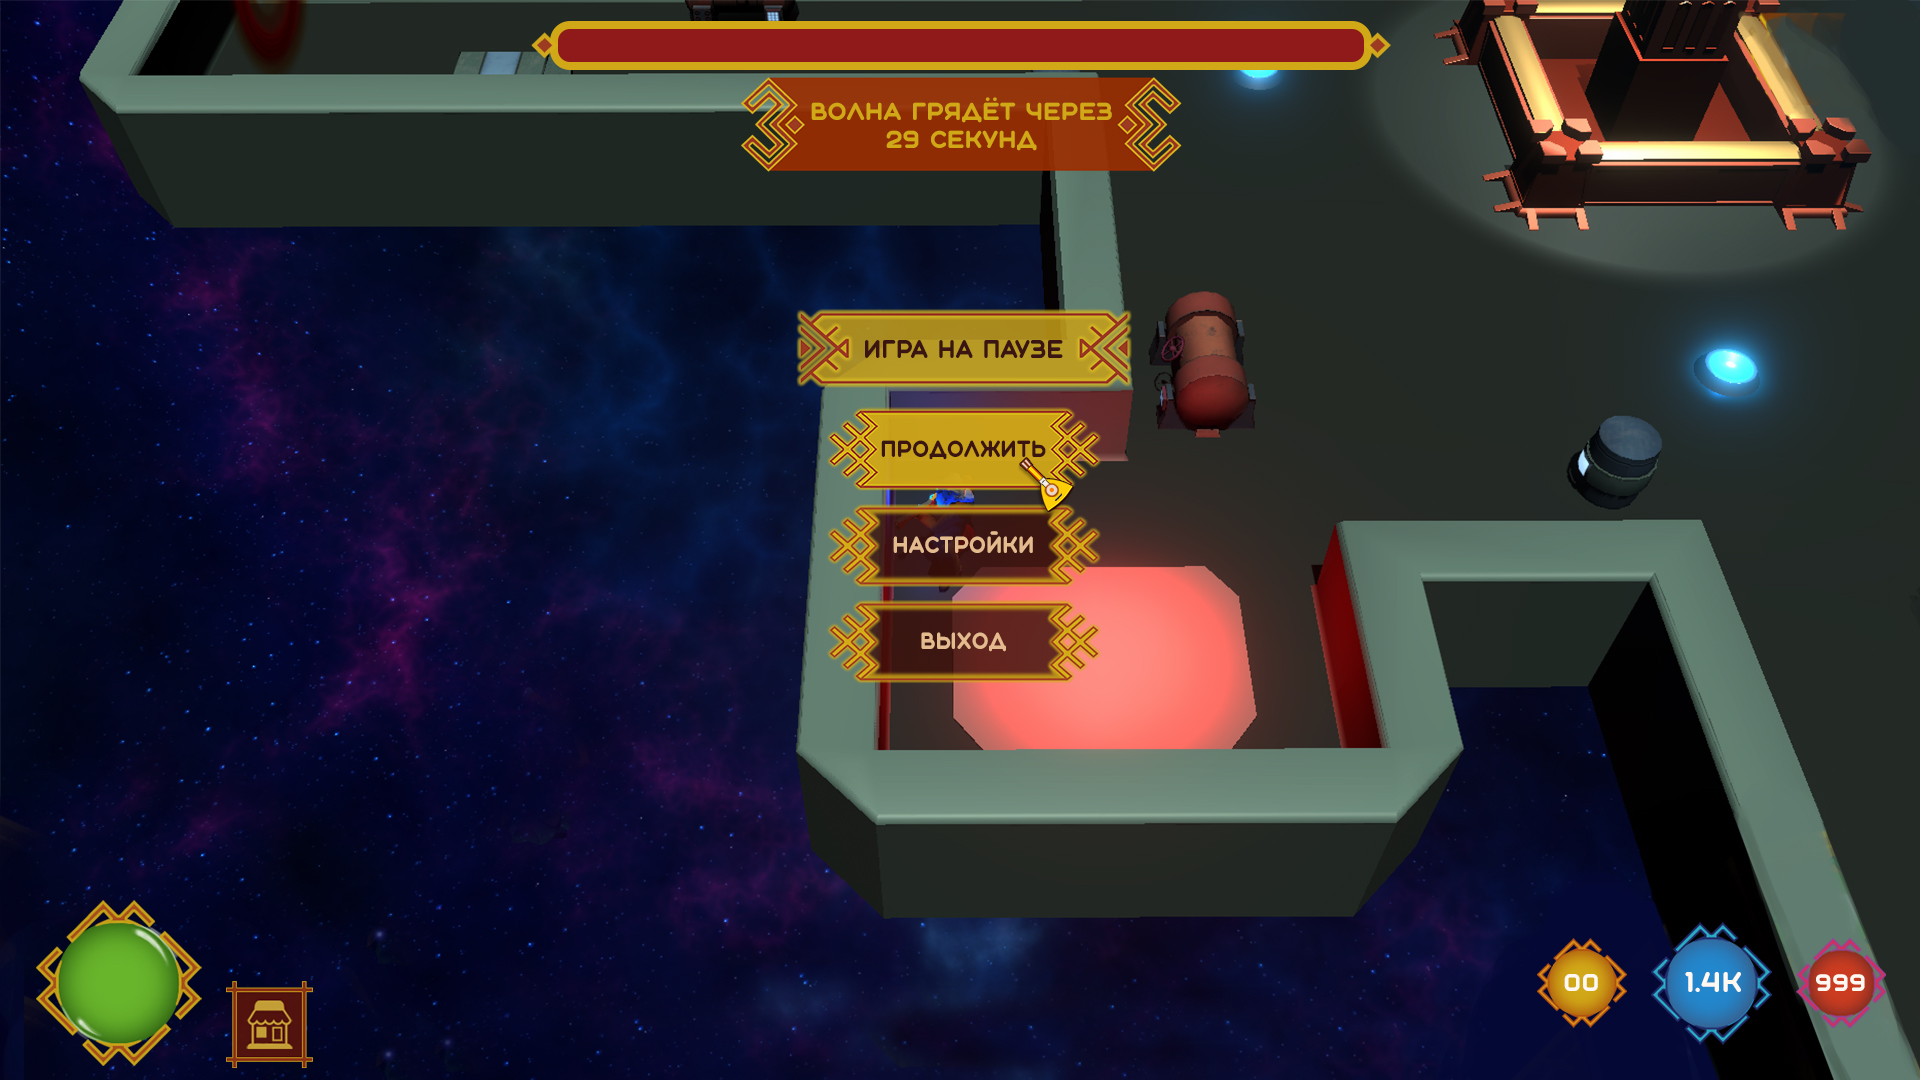 ВОЛНА ГРЯДЁТ ЧЕРЕЗ
29 СЕКУНД
ИГРА НА ПАУЗЕ
ПРОДОЛЖИТЬ
НАСТРОЙКИ
ВЫХОД
00
1.4K
999